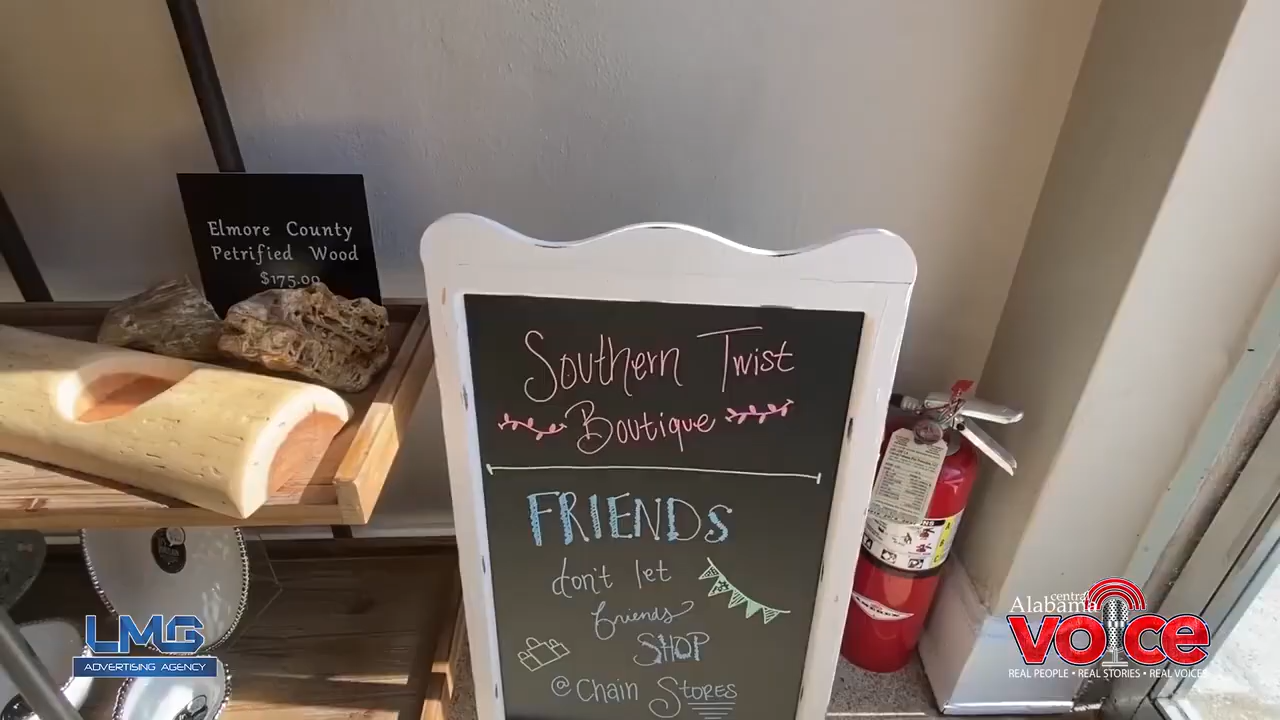 Elmore County
Petrified Wood
$175.00
Southern Twist
Boutique
FRIENDS
don't let
friends
SHOP
@ Chain STORES
LMG
ADVERTISING AGENCY
central
Alabama
voice
REAL PEOPLE • REAL STORIES • REAL VOICES